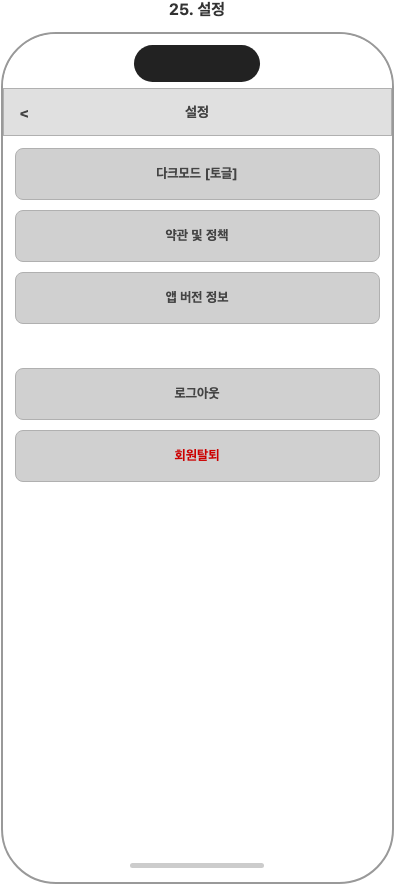 25. 설정
< 설정
다크모드 [토글]
약관 및 정책
앱 버전 정보
로그아웃
회원탈퇴